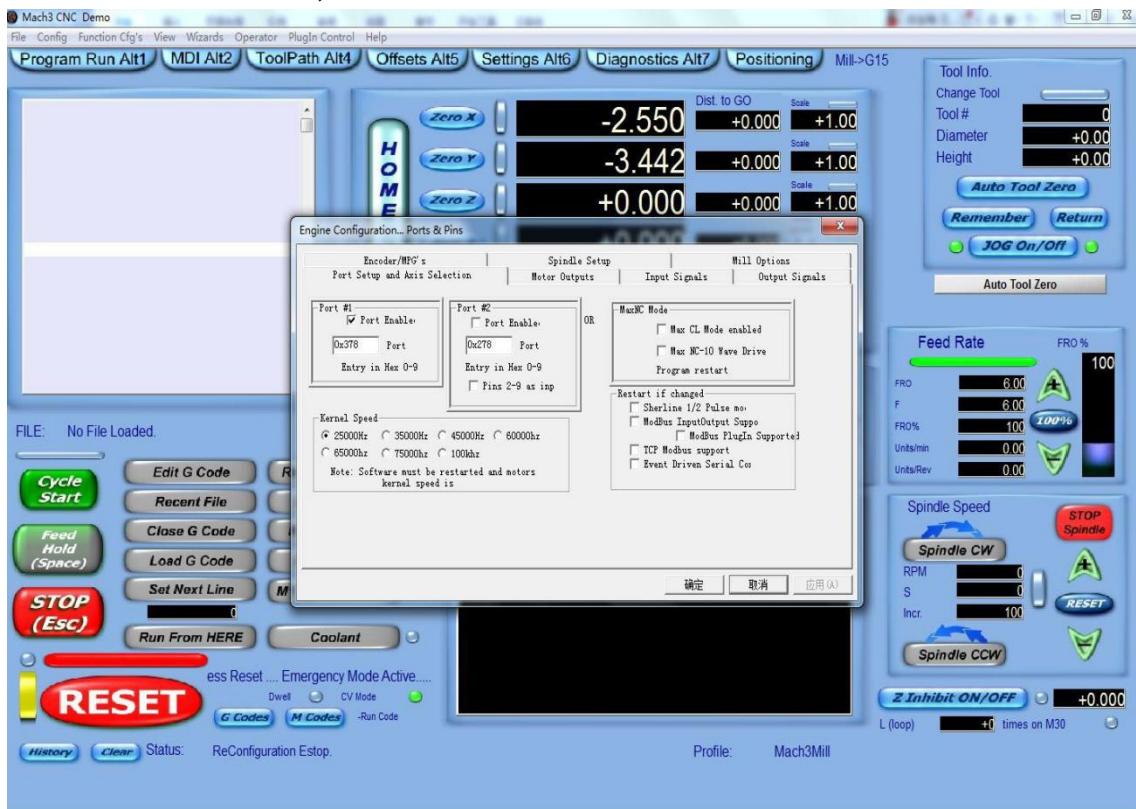 Mach3 CNC Demo
File Config Function Cfg's View Wizards Operator PlugIn Control Help
Program Run Alt1 MDI Alt2 ToolPath Alt4 Offsets Alt5 Settings Alt6 Diagnostics Alt7 Positioning Mill->G15
Tool Info.
Change Tool
Tool # 0
Diameter +0.00
Height +0.00
Auto Tool Zero
Remember Return
JOG On/Off
Auto Tool Zero
HOME
Dist. to GO Scale
Zero X -2.550 +0.000 +1.00
Scale
Zero Y -3.442 +0.000 +1.00
Scale
Zero Z +0.000 +0.000 +1.00
Engine Configuration... Ports & Pins
Encoder/MPG's Spindle Setup Mill Options
Port Setup and Axis Selection Motor Outputs Input Signals Output Signals
Port #1
Port Enable
0x378 Port
Entry in Hex 0-9
Port #2
Port Enable
0x278 Port
Entry in Hex 0-9
Pins 2-9 as inp
OR
MaxNC Mode
Max CL Mode enabled
Max NC-10 Wave Drive
Program restart
Restart if changed
Sherline 1/2 Pulse mo
ModBus InputOutput Suppo
ModBus PlugIn Supported
TCP Modbus support
Event Driven Serial Co
Kernel Speed
25000Hz 35000Hz 45000Hz 60000hz
65000hz 75000hz 100khz
Note: Software must be restarted and motors
kernel speed is
确定 取消 应用(A)
Feed Rate FRO %
100
FRO 6.00
F 6.00
FRO% 100 100%
Units/min 0.00
Units/Rev 0.00
FILE: No File Loaded.
Cycle Start
Feed Hold (Space)
STOP (Esc)
Edit G Code
Recent File
Close G Code
Load G Code
Set Next Line M
0
Run From HERE Coolant
Spindle Speed
STOP Spindle
Spindle CW
RPM 0
S 0
Incr. 100
RESET
Spindle CCW
ess Reset .... Emergency Mode Active.....
RESET
Dwell CV Mode
G Codes M Codes -Run Code
Z Inhibit ON/OFF +0.000
L (loop) +0 times on M30
History Clear Status: ReConfiguration Estop.
Profile: Mach3Mill